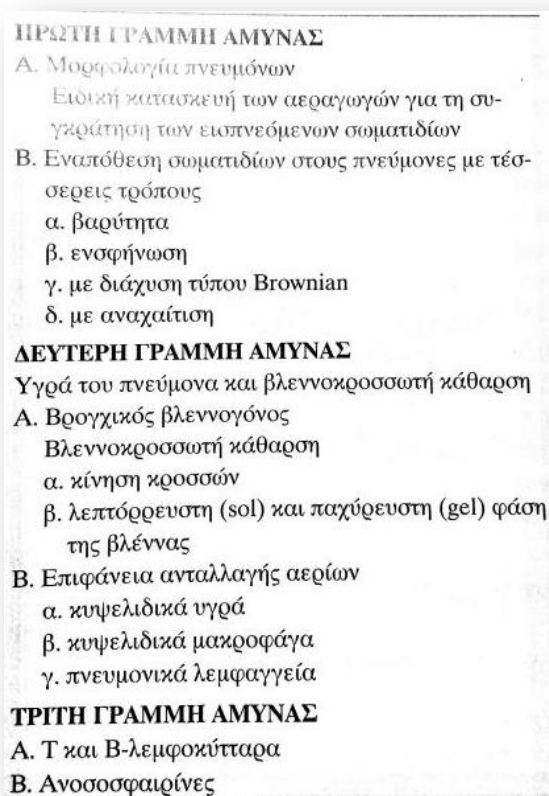 ΠΡΩΤΗ ΓΡΑΜΜΗ ΑΜΥΝΑΣ
Α. Μορφολογία πνευμόνων
Ειδική κατασκευή των αεραγωγών για τη συ-
γκράτηση των εισπνεόμενων σωματιδίων
Β. Εναπόθεση σωματιδίων στους πνεύμονες με τέσ-
σερεις τρόπους
α. βαρύτητα
β. ενσφήνωση
γ. με διάχυση τύπου Brownian
δ. με αναχαίτιση
ΔΕΥΤΕΡΗ ΓΡΑΜΜΗ ΑΜΥΝΑΣ
Υγρά του πνεύμονα και βλεννοκροσσωτή κάθαρση
Α. Βρογχικός βλεννογόνος
Βλεννοκροσσωτή κάθαρση
α. κίνηση κροσσών
β. λεπτόρρευστη (sol) και παχύρευστη (gel) φάση
της βλέννας
Β. Επιφάνεια ανταλλαγής αερίων
α. κυψελιδικά υγρά
β. κυψελιδικά μακροφάγα
γ. πνευμονικά λεμφαγγεία
ΤΡΙΤΗ ΓΡΑΜΜΗ ΑΜΥΝΑΣ
Α. Τ και Β-λεμφοκύτταρα
Β. Ανοσοσφαιρίνες